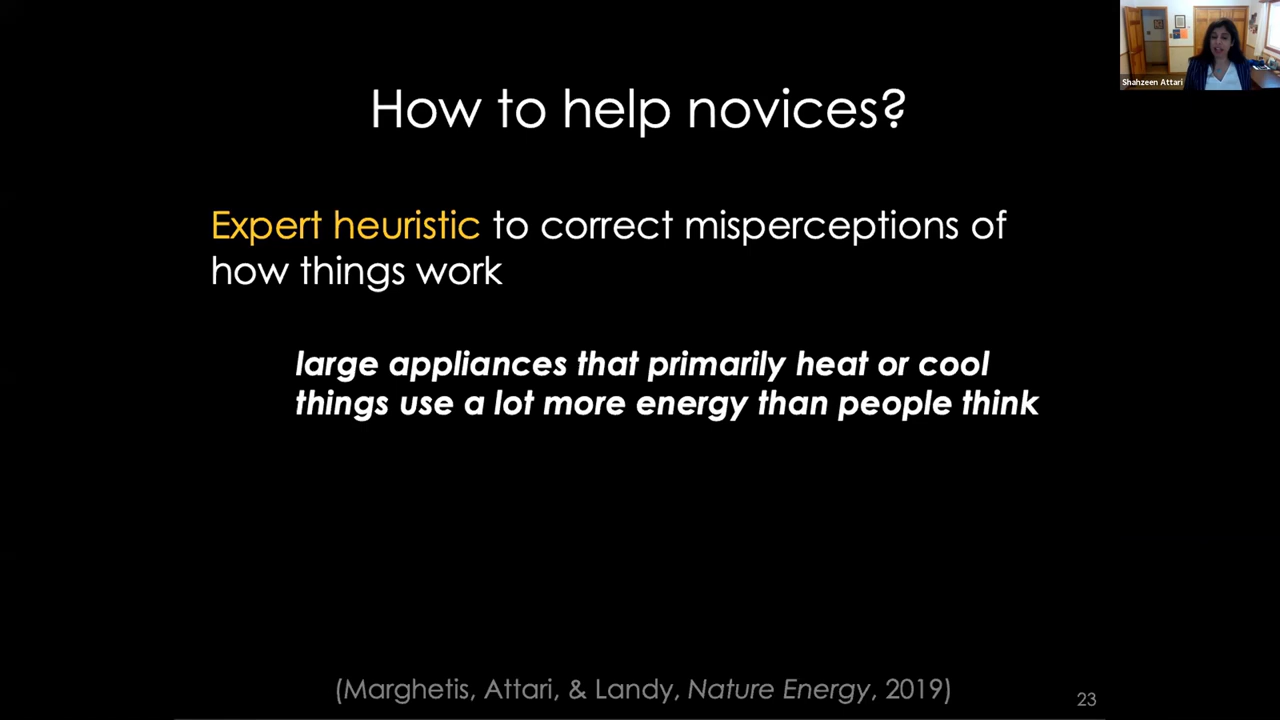 Shahzeen Attari
How to help novices?
Expert heuristic to correct misperceptions of
how things work
large appliances that primarily heat or cool
things use a lot more energy than people think
(Marghetis, Attari, & Landy, Nature Energy, 2019)
23